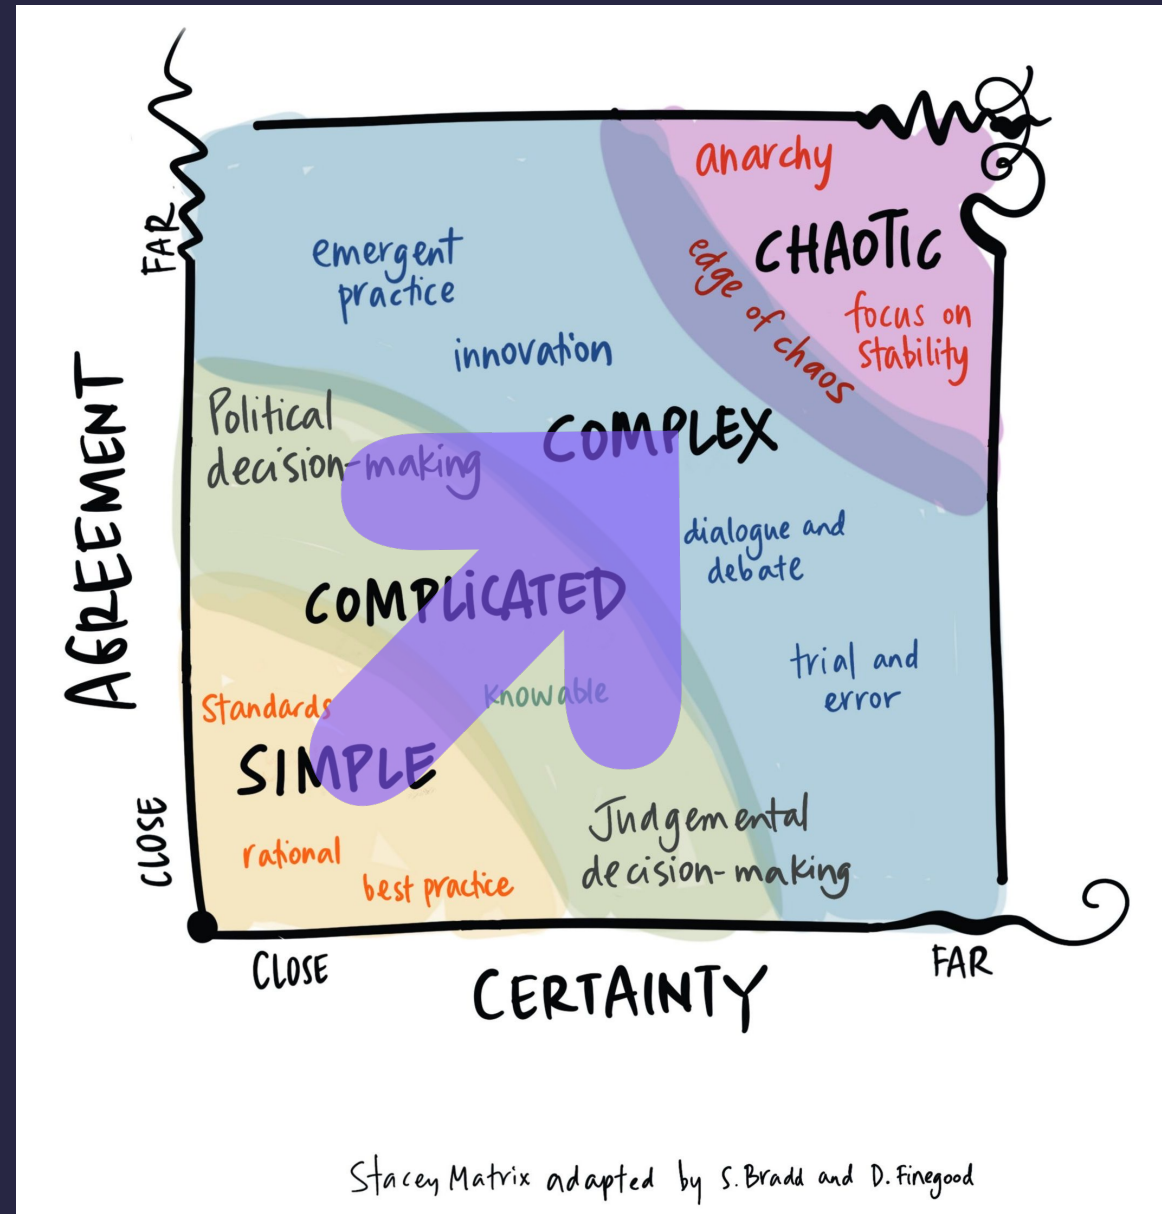 anarchy
CHAOTIC
edge of chaos
focus on
stability
emergent
practice
innovation
FAR
AGREEMENT
CLOSE
Political
decision-making
COMPLEX
dialogue and
debate
COMPLICATED
trial and
error
Standards
knowable
SIMPLE
rational
best practice
Judgemental
decision-making
CLOSE
CERTAINTY
FAR
Stacey Matrix adapted by S. Bradd and D. Finegood